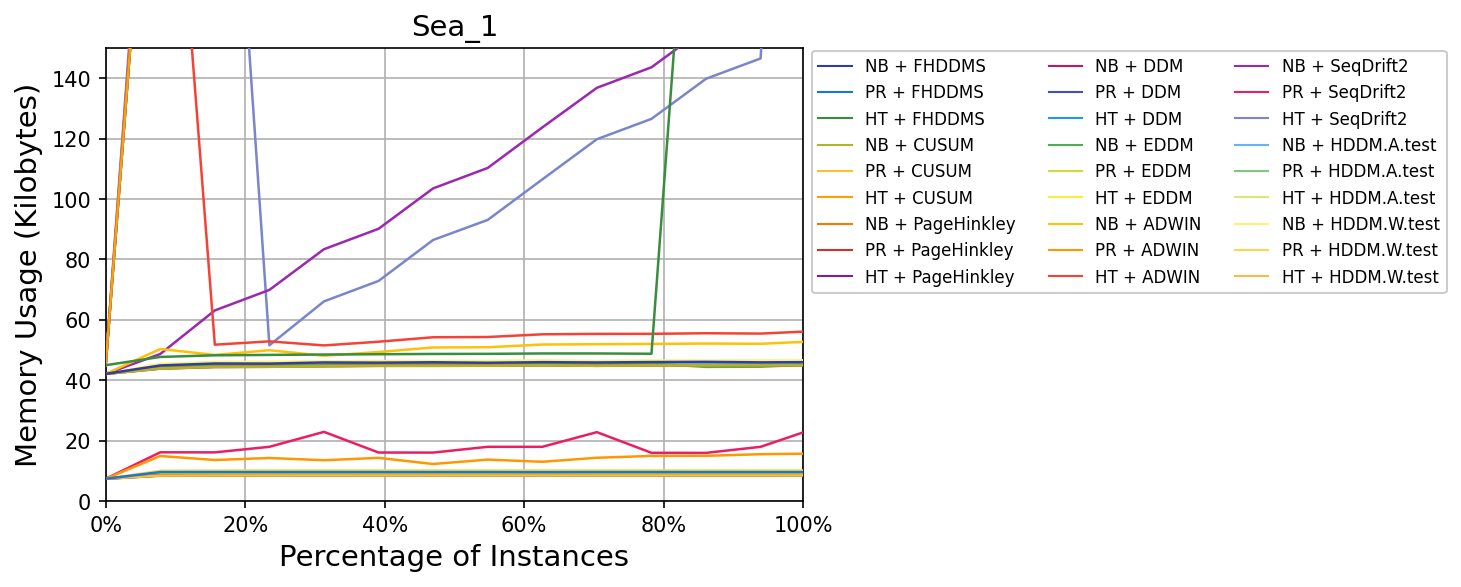 Sea_1
Memory Usage (Kilobytes)
140
120
100
80
60
40
20
0
0%
20%
40%
60%
80%
100%
Percentage of Instances
NB + FHDDMS
PR + FHDDMS
HT + FHDDMS
NB + CUSUM
PR + CUSUM
HT + CUSUM
NB + PageHinkley
PR + PageHinkley
HT + PageHinkley
NB + DDM
PR + DDM
HT + DDM
NB + EDDM
PR + EDDM
HT + EDDM
NB + ADWIN
PR + ADWIN
HT + ADWIN
NB + SeqDrift2
PR + SeqDrift2
HT + SeqDrift2
NB + HDDM.A.test
PR + HDDM.A.test
HT + HDDM.A.test
NB + HDDM.W.test
PR + HDDM.W.test
HT + HDDM.W.test